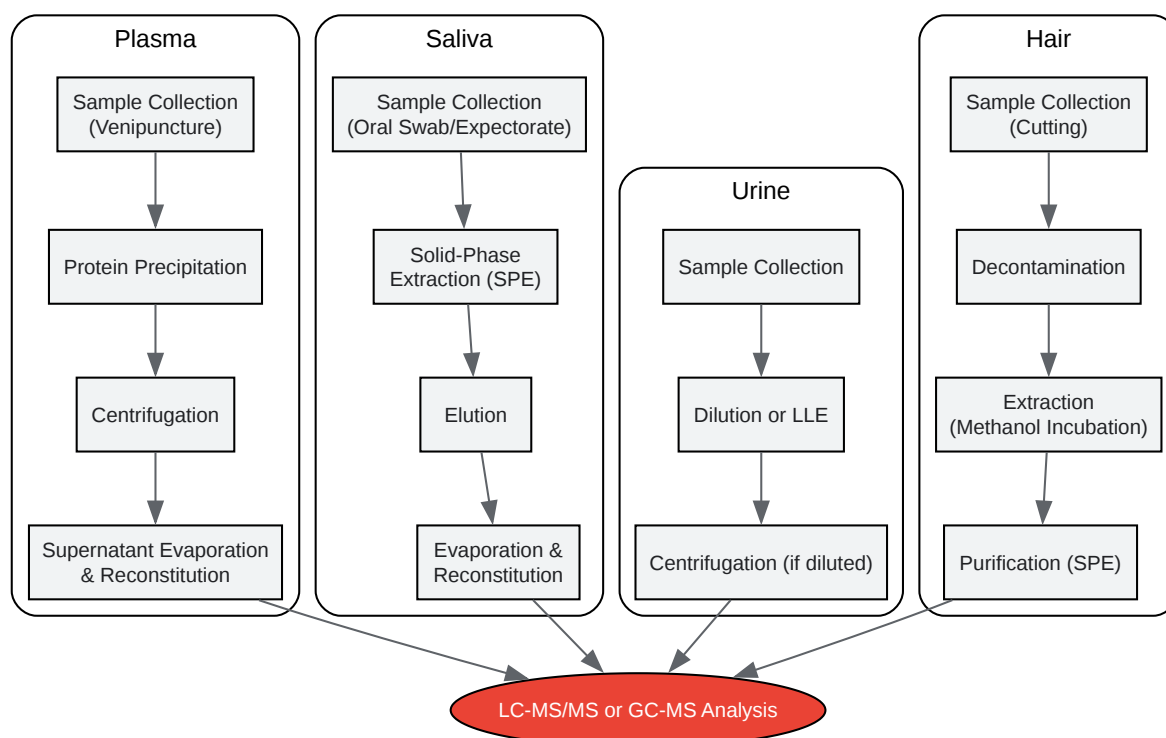 Plasma
Sample Collection
(Venipuncture)
Protein Precipitation
Centrifugation
Supernatant Evaporation
& Reconstitution
Saliva
Sample Collection
(Oral Swab/Expectorate)
Solid-Phase
Extraction (SPE)
Elution
Evaporation &
Reconstitution
Urine
Sample Collection
Dilution or LLE
Centrifugation (if diluted)
Hair
Sample Collection
(Cutting)
Decontamination
Extraction
(Methanol Incubation)
Purification (SPE)
LC-MS/MS or GC-MS Analysis